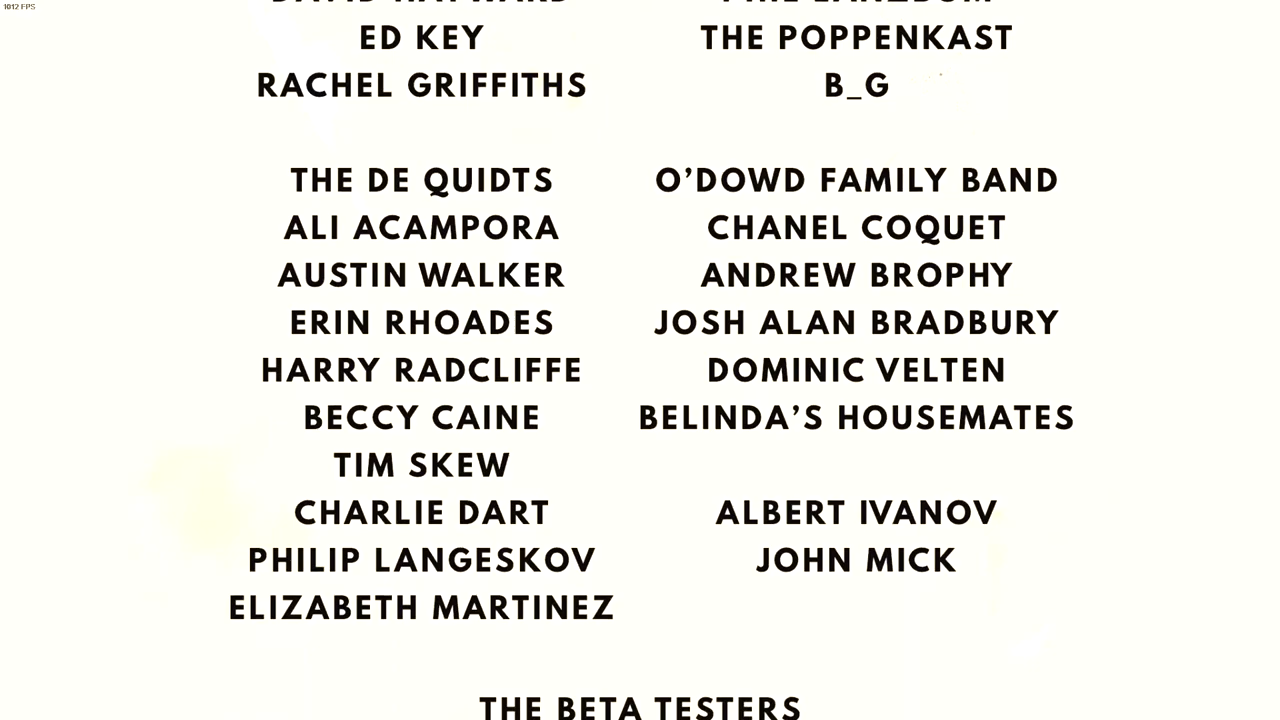 1012 FPS
ED KEY THE POPPENKAST
RACHEL GRIFFITHS B_G
THE DE QUIDTS O’DOWD FAMILY BAND
ALI ACAMPORA CHANEL COQUET
AUSTIN WALKER ANDREW BROPHY
ERIN RHOADES JOSH ALAN BRADBURY
HARRY RADCLIFFE DOMINIC VELTEN
BECCY CAINE BELINDA’S HOUSEMATES
TIM SKEW
CHARLIE DART ALBERT IVANOV
PHILIP LANGESKOV JOHN MICK
ELIZABETH MARTINEZ
THE BETA TESTERS